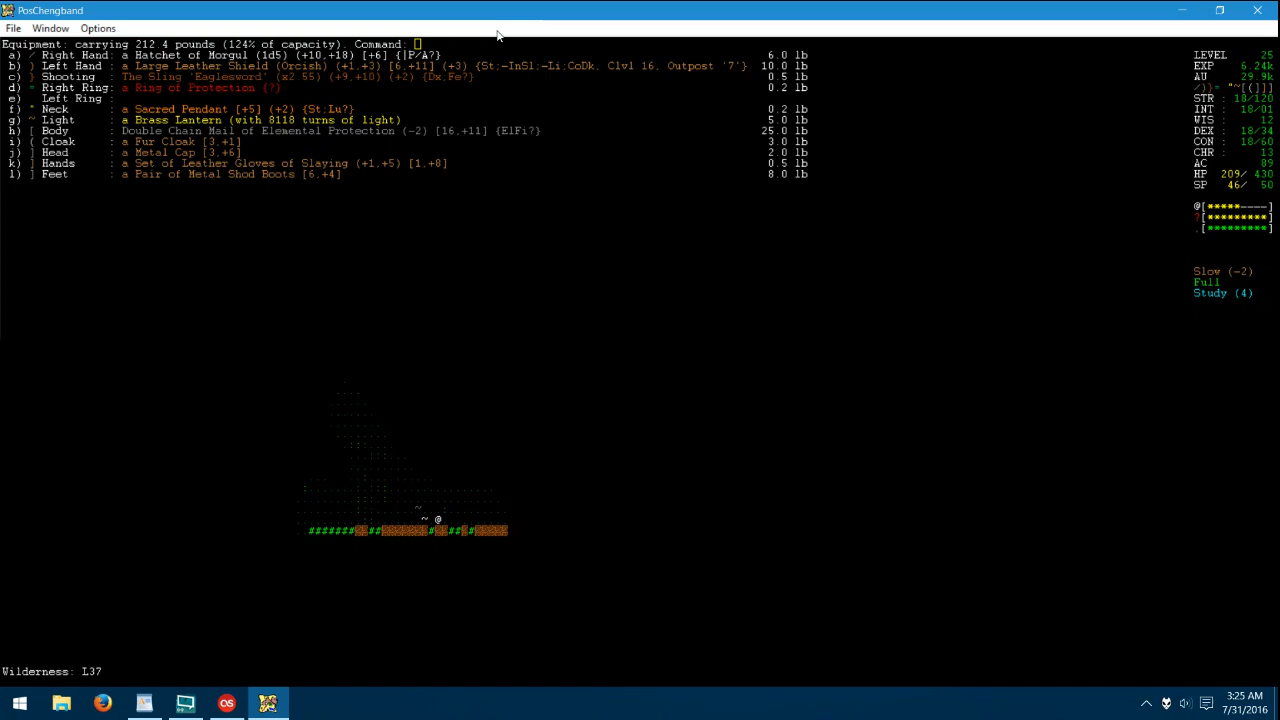 PosChengband
File Window Options
Equipment: carrying 212.4 pounds (124% of capacity). Command:
a) / Right Hand: a Hatchet of Morgul (1d5) (+10,+18) [+6] {|P/A?} 6.0 lb
b) ) Left Hand : a Large Leather Shield (Orcish) (+1,+3) [6,+11] (+3) {St;-InSl;-Li;CoDk, Clvl 16, Outpost '7'} 10.0 lb
c) } Shooting : The Sling 'Eaglesword' (x2.55) (+9,+10) (+2) {Dx;Fe?} 0.5 lb
d) = Right Ring : a Ring of Protection {?} 0.2 lb
e) Left Ring :
f) " Neck : a Sacred Pendant [+5] (+2) {St;Lu?} 0.2 lb
g) ~ Light : a Brass Lantern (with 8118 turns of light) 5.0 lb
h) [ Body : Double Chain Mail of Elemental Protection (-2) [16,+11] {ElFi?} 25.0 lb
i) ( Cloak : a Fur Cloak [3,+1] 3.0 lb
j) ] Head : a Metal Cap [3,+6] 2.0 lb
k) ] Hands : a Set of Leather Gloves of Slaying (+1,+5) [1,+8] 0.5 lb
l) ] Feet : a Pair of Metal Shod Boots [6,+4] 8.0 lb
LEVEL 25
EXP 6.24k
AU 29.9k
/)}= "~[(]]]
STR : 18/120
INT : 18/01
WIS : 12
DEX : 18/34
CON : 18/60
CHR : 13
AC 89
HP 209/ 430
SP 46/ 50
@[*****----]
?[*********]
.[*********]
Slow (-2)
Full
Study (4)
Wilderness: L37
3:25 AM
7/31/2016